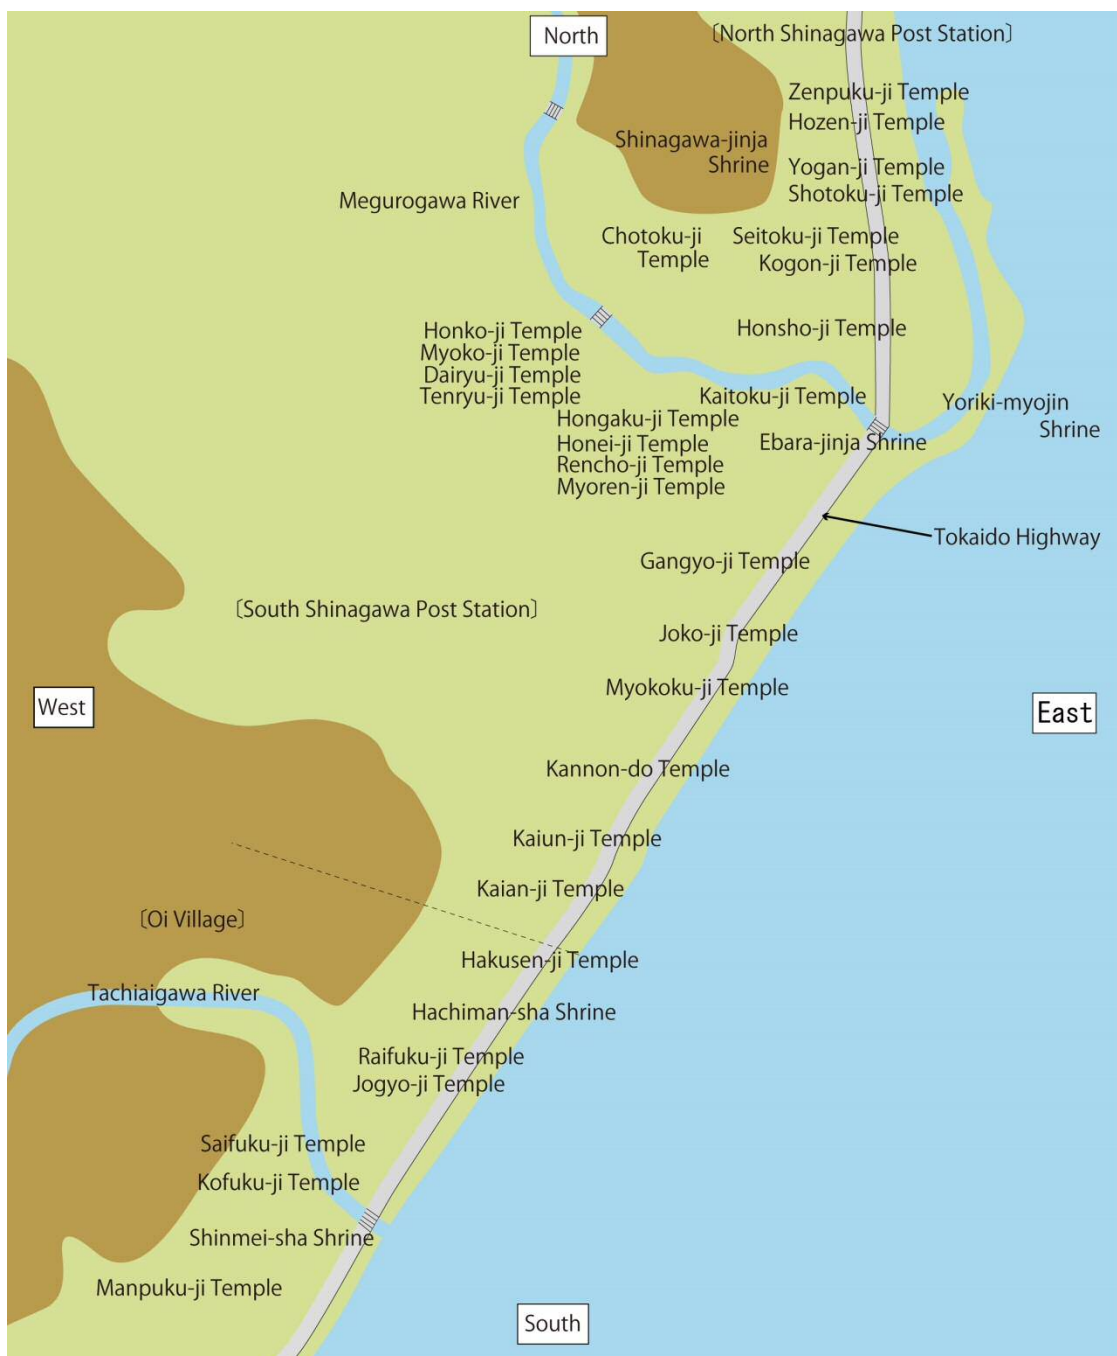 North
〔North Shinagawa Post Station〕
Zenpuku-ji Temple
Hozen-ji Temple
Shinagawa-jinja
Shrine
Yogan-ji Temple
Shotoku-ji Temple
Megurogawa River
Chotoku-ji
Temple
Seitoku-ji Temple
Kogon-ji Temple
Honko-ji Temple
Myoko-ji Temple
Dairyu-ji Temple
Tenryu-ji Temple
Honsho-ji Temple
Kaitoku-ji Temple
Yoriki-myojin
Shrine
Hongaku-ji Temple
Honei-ji Temple
Rencho-ji Temple
Myoren-ji Temple
Ebara-jinja Shrine
Tokaido Highway
Gangyo-ji Temple
〔South Shinagawa Post Station〕
Joko-ji Temple
Myokoku-ji Temple
West
East
Kannon-do Temple
Kaiun-ji Temple
Kaian-ji Temple
〔Oi Village〕
Hakusen-ji Temple
Tachiaigawa River
Hachiman-sha Shrine
Raifuku-ji Temple
Jogyo-ji Temple
Saifuku-ji Temple
Kofuku-ji Temple
Shinmei-sha Shrine
Manpuku-ji Temple
South